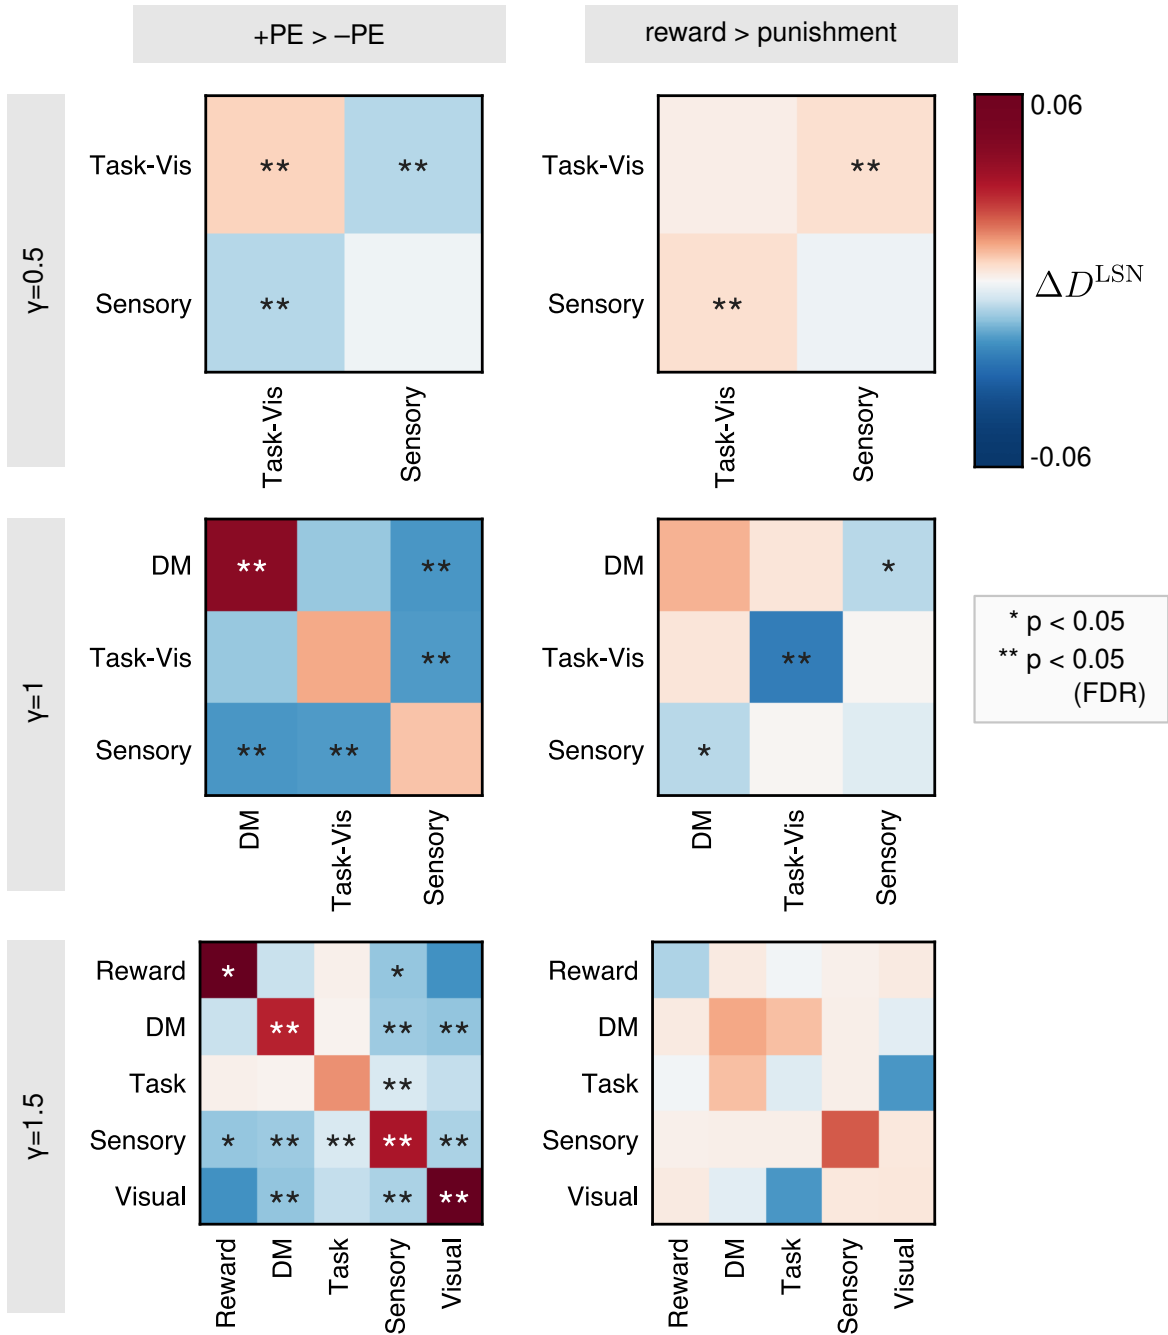 +PE > –PE
reward > punishment
γ=0.5
Task-Vis
** **
Sensory
**
Task-Vis
Sensory
Task-Vis
**
Sensory
**
Task-Vis
Sensory
0.06
ΔD^LSN
-0.06
γ=1
DM
** **
Task-Vis
**
Sensory
** **
DM
Task-Vis
Sensory
DM
*
Task-Vis
**
Sensory
*
DM
Task-Vis
Sensory
* p < 0.05
** p < 0.05
(FDR)
γ=1.5
Reward
* *
DM
** ** **
Task
**
Sensory
* ** ** ** **
Visual
** ** **
Reward
DM
Task
Sensory
Visual
Reward
DM
Task
Sensory
Visual
Reward
DM
Task
Sensory
Visual